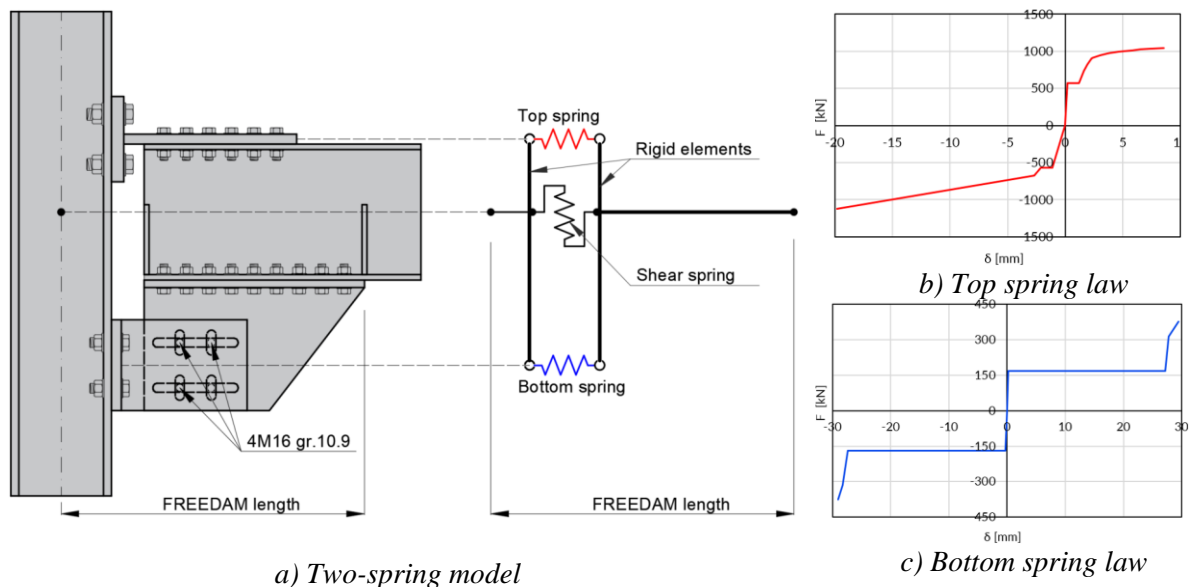 Top spring
Rigid elements
Shear spring
Bottom spring
4M16 gr.10.9
FREEDAM length
FREEDAM length
a) Two-spring model
1500
1000
500
0
-20
-15
-10
-5
0
5
10
-500
-1000
1500
F [kN]
δ [mm]
b) Top spring law
450
300
150
0
-30
-20
-10
0
10
20
30
-150
-300
450
F [kN]
δ [mm]
c) Bottom spring law